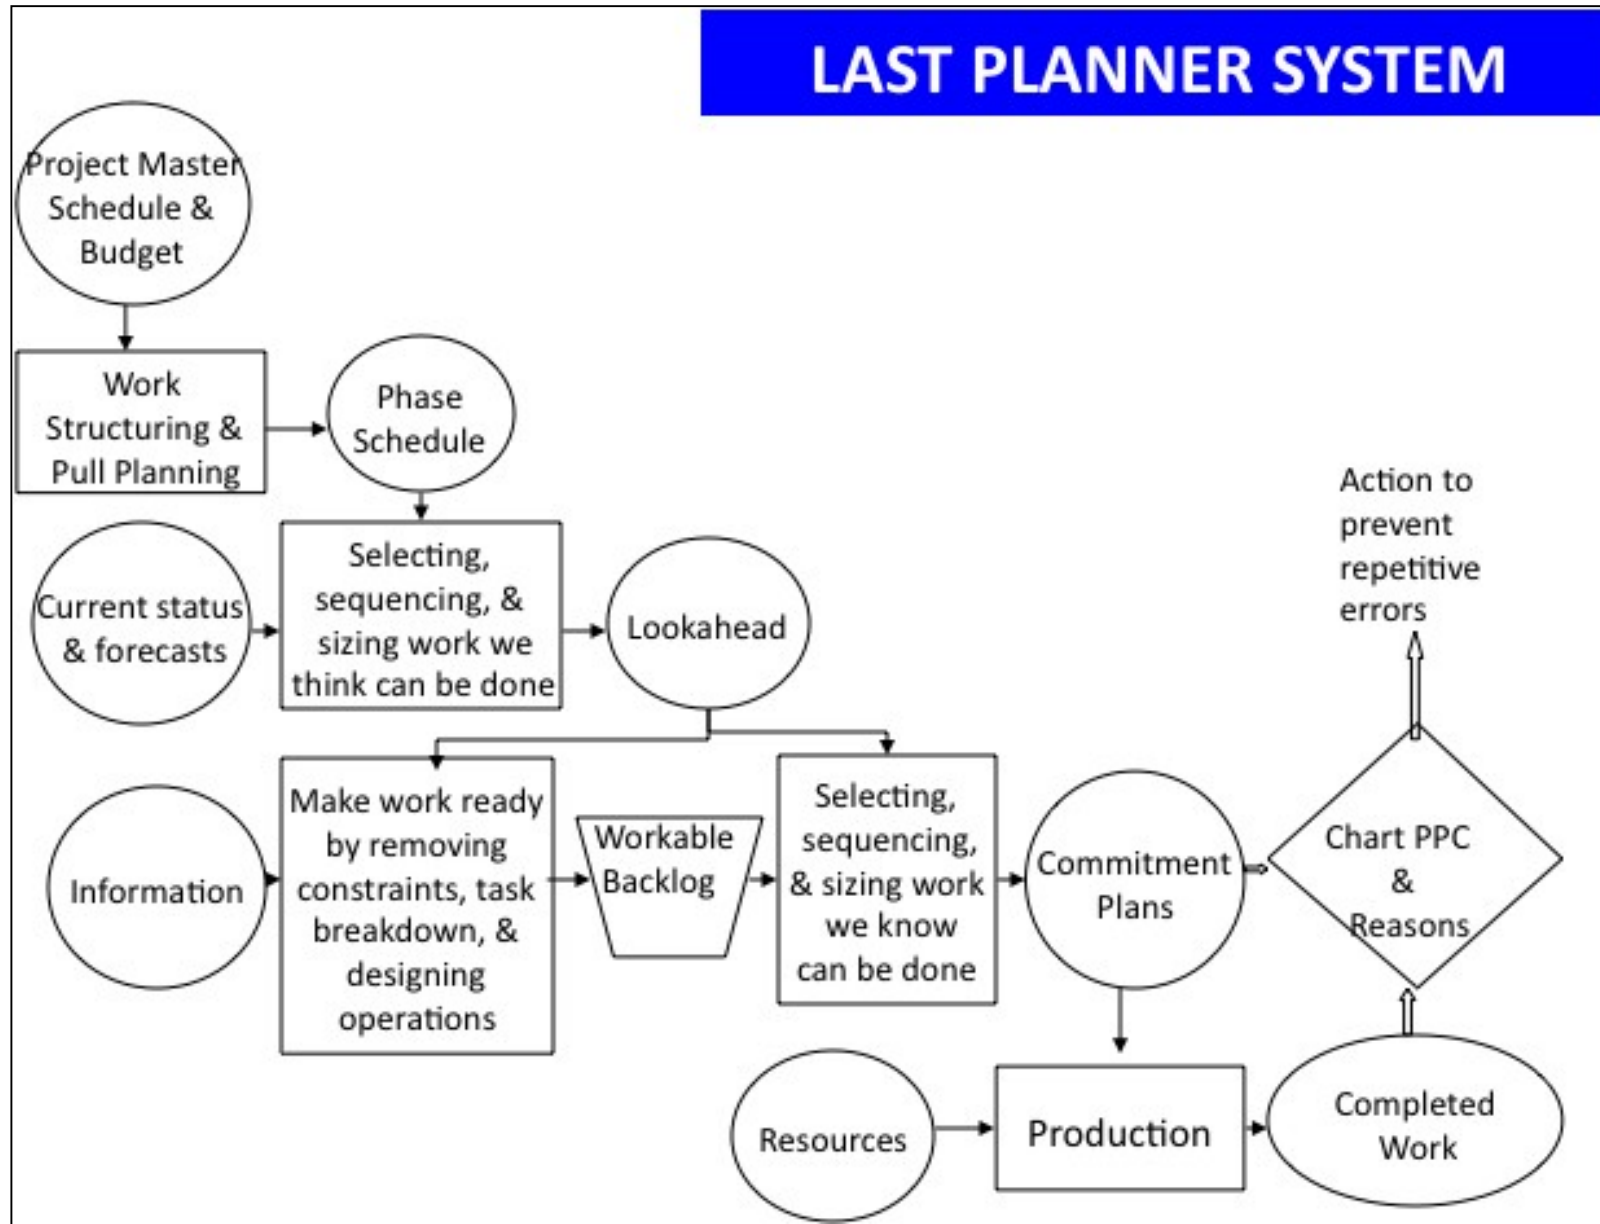 LAST PLANNER SYSTEM
Project Master
Schedule &
Budget
Work
Structuring &
Pull Planning
Phase
Schedule
Current status
& forecasts
Selecting,
sequencing, &
sizing work we
think can be done
Lookahead
Action to
prevent
repetitive
errors
Information
Make work ready
by removing
constraints, task
breakdown, &
designing
operations
Workable
Backlog
Selecting,
sequencing,
& sizing work
we know
can be done
Commitment
Plans
Chart PPC
&
Reasons
Resources
Production
Completed
Work